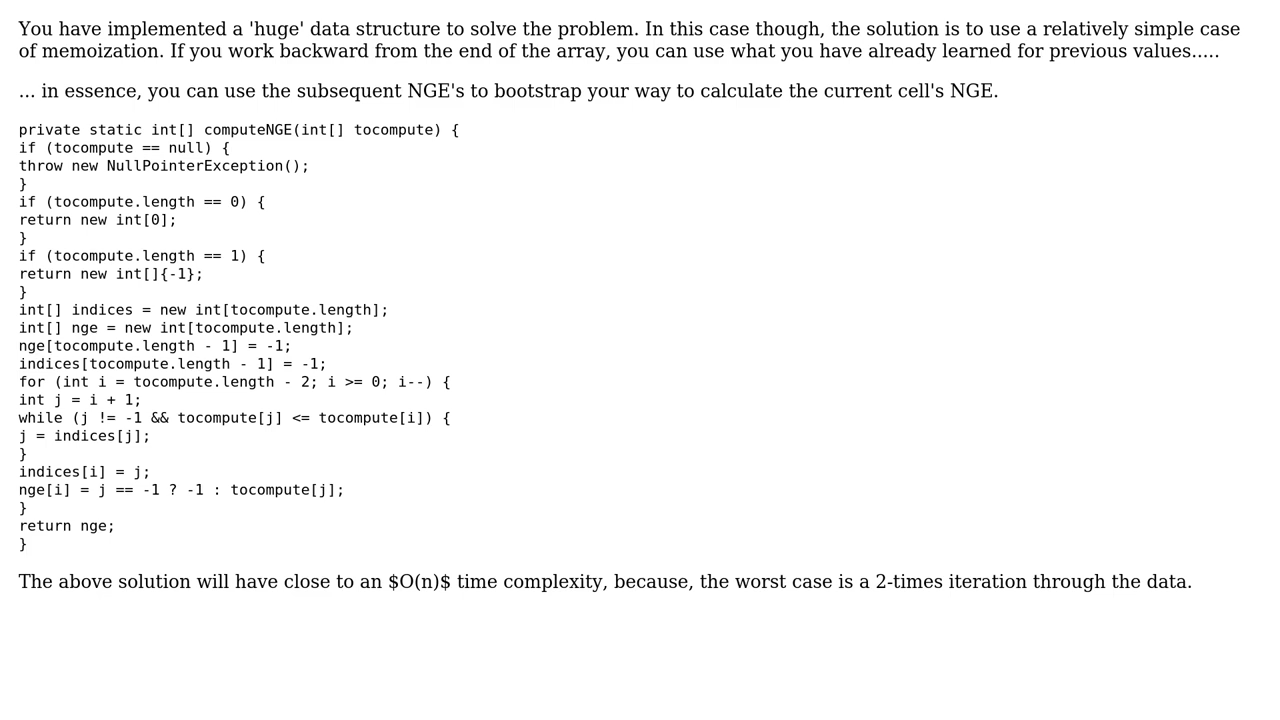 You have implemented a 'huge' data structure to solve the problem. In this case though, the solution is to use a relatively simple case
of memoization. If you work backward from the end of the array, you can use what you have already learned for previous values.....
... in essence, you can use the subsequent NGE's to bootstrap your way to calculate the current cell's NGE.
private static int[] computeNGE(int[] tocompute) {
if (tocompute == null) {
throw new NullPointerException();
}
if (tocompute.length == 0) {
return new int[0];
}
if (tocompute.length == 1) {
return new int[]{-1};
}
int[] indices = new int[tocompute.length];
int[] nge = new int[tocompute.length];
nge[tocompute.length - 1] = -1;
indices[tocompute.length - 1] = -1;
for (int i = tocompute.length - 2; i >= 0; i--) {
int j = i + 1;
while (j != -1 && tocompute[j] <= tocompute[i]) {
j = indices[j];
}
indices[i] = j;
nge[i] = j == -1 ? -1 : tocompute[j];
}
return nge;
}
The above solution will have close to an $O(n)$ time complexity, because, the worst case is a 2-times iteration through the data.